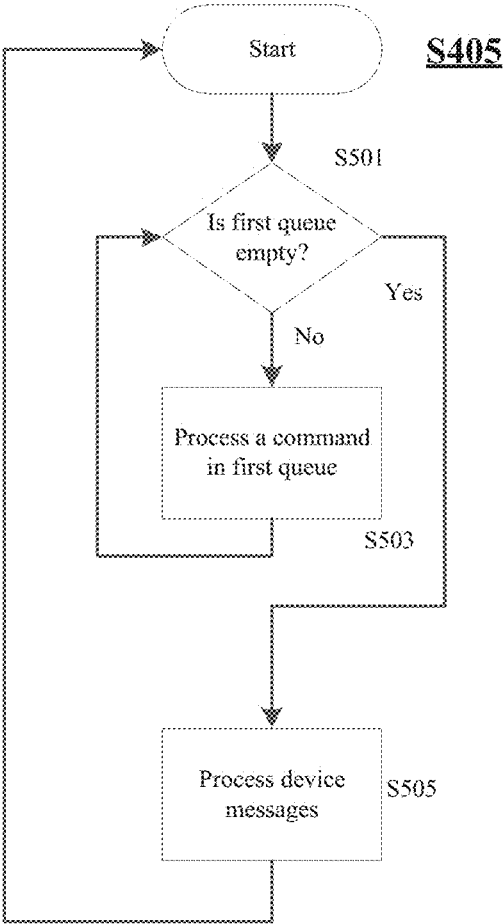 Start
S405
S501
Is first queue
empty?
Yes
No
Process a command
in first queue
S503
Process device
messages
S505